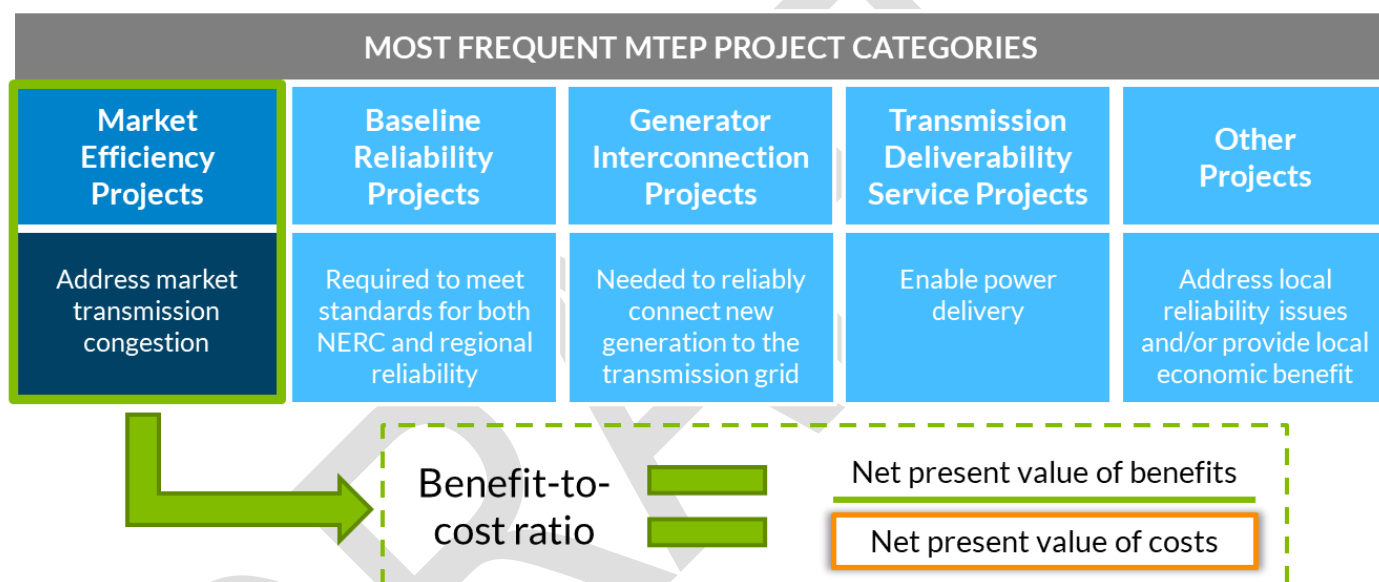 MOST FREQUENT MTEP PROJECT CATEGORIES
Market
Efficiency
Projects
Baseline
Reliability
Projects
Generator
Interconnection
Projects
Transmission
Deliverability
Service Projects
Other
Projects
Address market
transmission
congestion
Required to meet
standards for both
NERC and regional
reliability
Needed to reliably
connect new
generation to the
transmission grid
Enable power
delivery
Address local
reliability issues
and/or provide local
economic benefit
Benefit-to-
cost ratio
Net present value of benefits
Net present value of costs